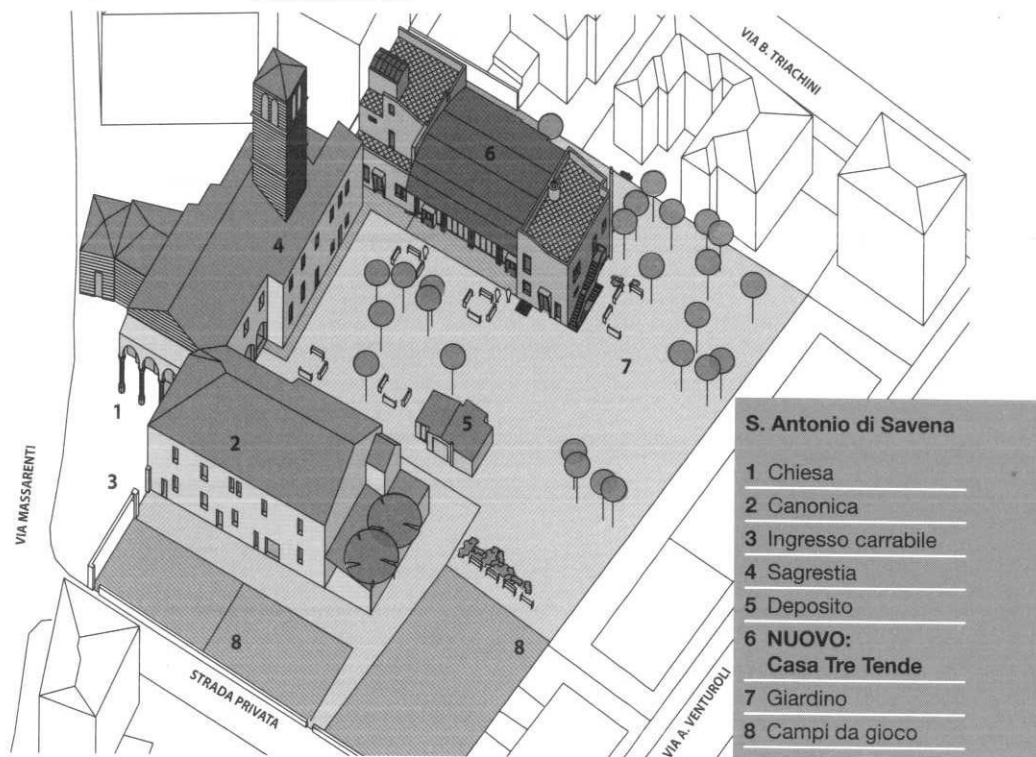 VIA B. TRIACHINI
6
4
7
1
5
2
3
VIA MASSARENTI
8
8
STRADA PRIVATA
VIA A. VENTUROLI
S. Antonio di Savena
1 Chiesa
2 Canonica
3 Ingresso carrabile
4 Sagrestia
5 Deposito
6 NUOVO:
Casa Tre Tende
7 Giardino
8 Campi da gioco